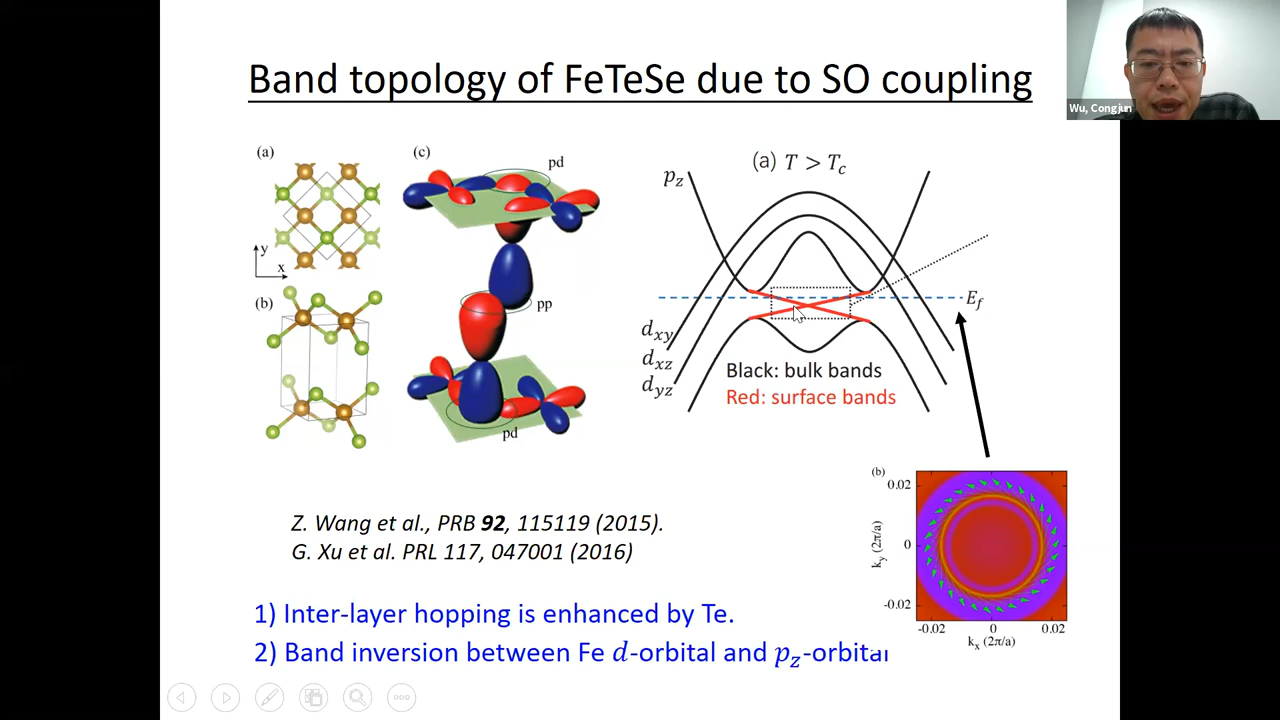 Band topology of FeTeSe due to SO coupling
Wu, Congjun
(a)
(c)
pd
y
x
(b)
pp
pd
(a) T > T_c
p_z
E_f
d_xy
d_xz
d_yz
Black: bulk bands
Red: surface bands
(b)
0.02
0
-0.02
k_y (2π/a)
-0.02
0
0.02
k_x (2π/a)
Z. Wang et al., PRB 92, 115119 (2015).
G. Xu et al. PRL 117, 047001 (2016)
1) Inter-layer hopping is enhanced by Te.
2) Band inversion between Fe d-orbital and p_z-orbital